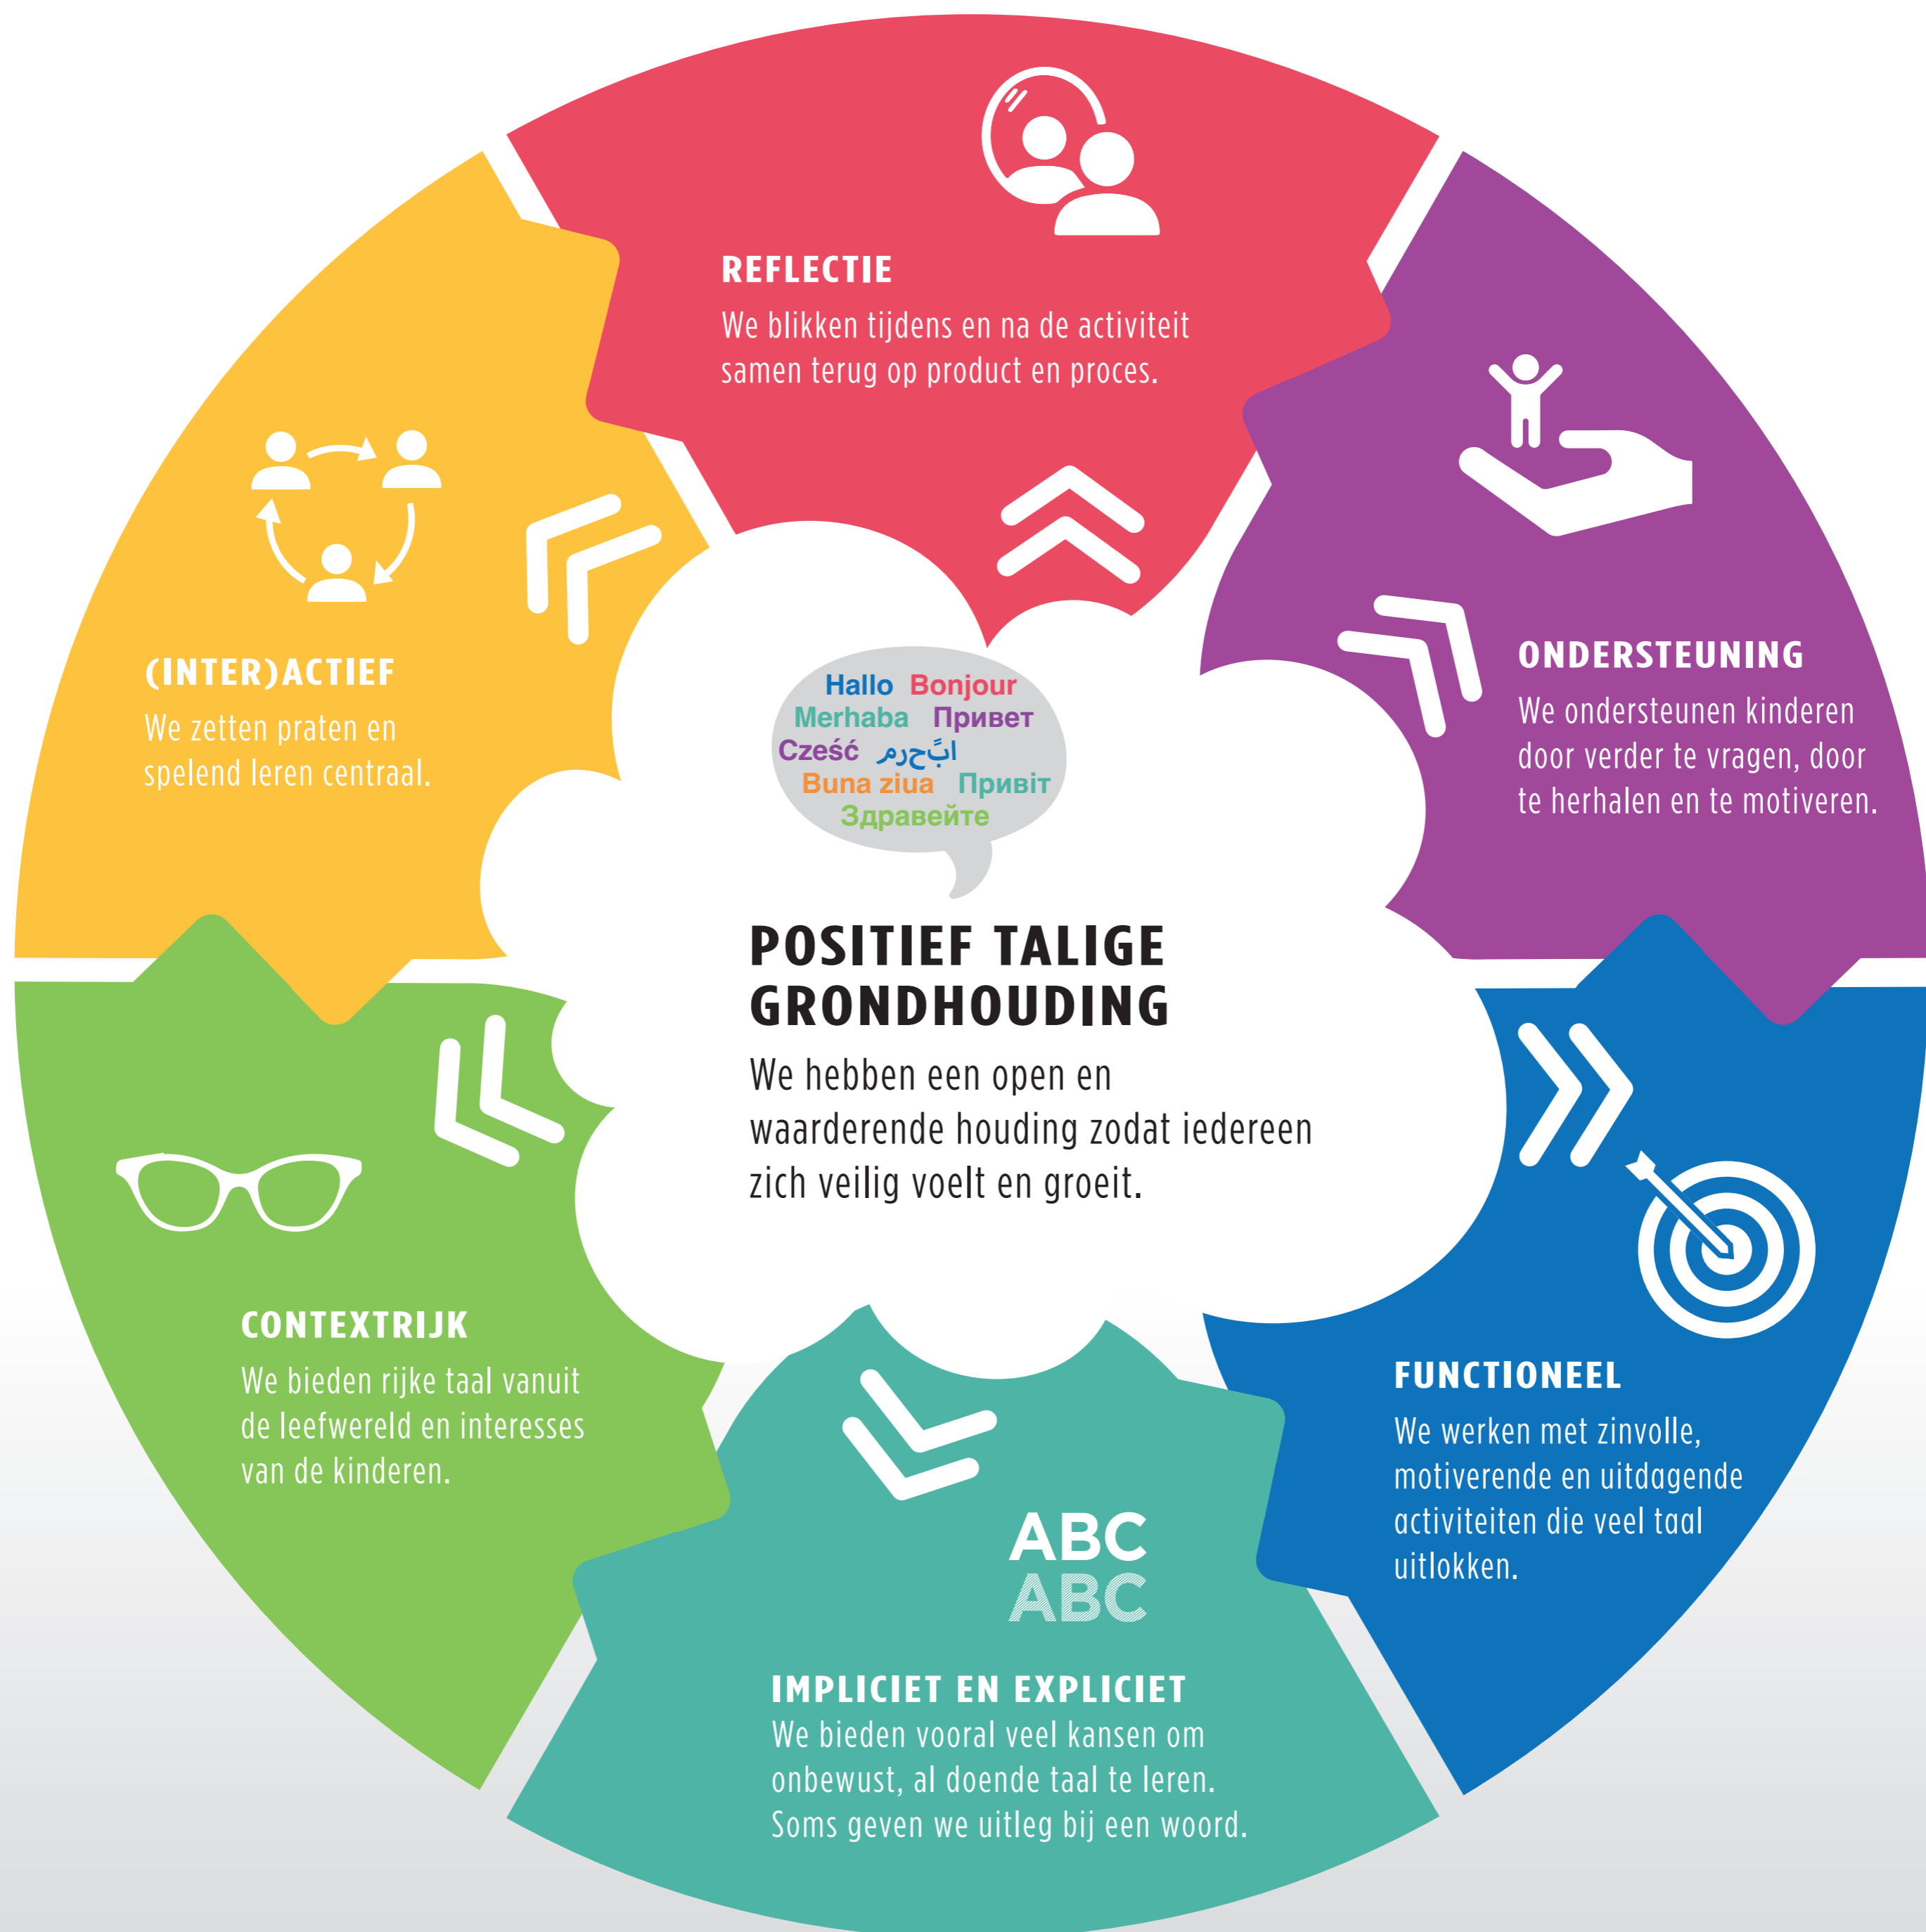 REFLECTIE
We blikken tijdens en na de activiteit
samen terug op product en proces.
ONDERSTEUNING
We ondersteunen kinderen
door verder te vragen, door
te herhalen en te motiveren.
FUNCTIONEEL
We werken met zinvolle,
motiverende en uitdagende
activiteiten die veel taal
uitlokken.
ABC
ABC
IMPLICIET EN EXPLICIET
We bieden vooral veel kansen om
onbewust, al doende taal te leren.
Soms geven we uitleg bij een woord.
CONTEXTRIJK
We bieden rijke taal vanuit
de leefwereld en interesses
van de kinderen.
(INTER)ACTIEF
We zetten praten en
spelend leren centraal.
Hallo Bonjour
Merhaba Привет
Cześć ابًحرم
Buna ziua Привіт
Здравейте
POSITIEF TALIGE
GRONDHOUDING
We hebben een open en
waarderende houding zodat iedereen
zich veilig voelt en groeit.